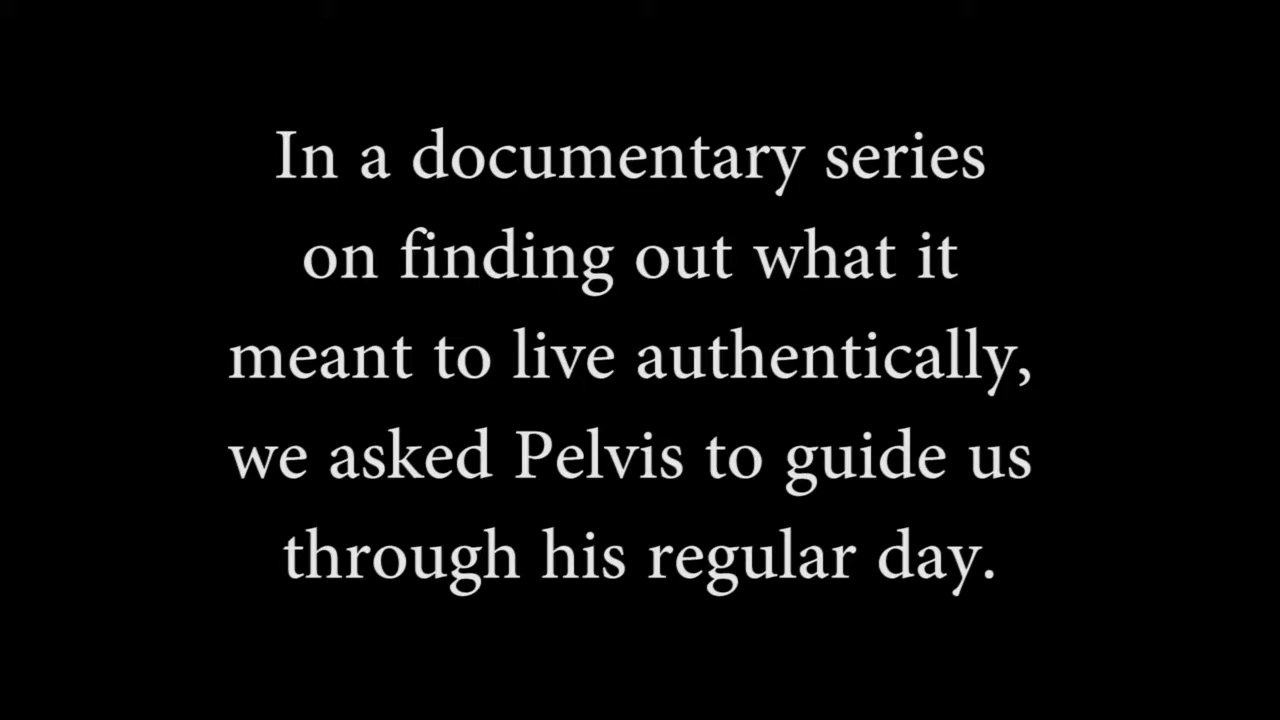 In a documentary series
on finding out what it
meant to live authentically,
we asked Pelvis to guide us
through his regular day.